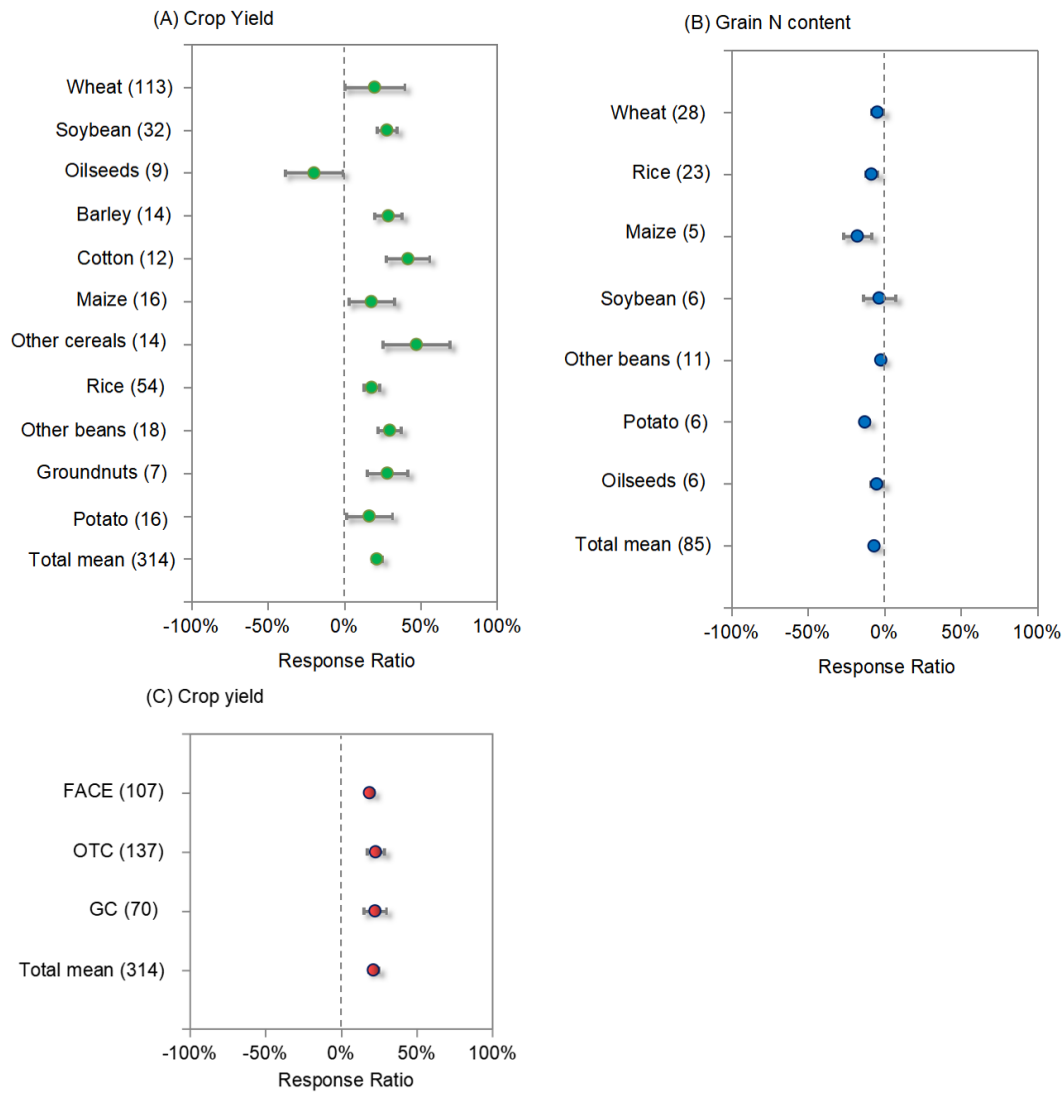 (A) Crop Yield
Wheat (113)
Soybean (32)
Oilseeds (9)
Barley (14)
Cotton (12)
Maize (16)
Other cereals (14)
Rice (54)
Other beans (18)
Groundnuts (7)
Potato (16)
Total mean (314)
-100% -50% 0% 50% 100%
Response Ratio
(B) Grain N content
Wheat (28)
Rice (23)
Maize (5)
Soybean (6)
Other beans (11)
Potato (6)
Oilseeds (6)
Total mean (85)
-100% -50% 0% 50% 100%
Response Ratio
(C) Crop yield
FACE (107)
OTC (137)
GC (70)
Total mean (314)
-100% -50% 0% 50% 100%
Response Ratio